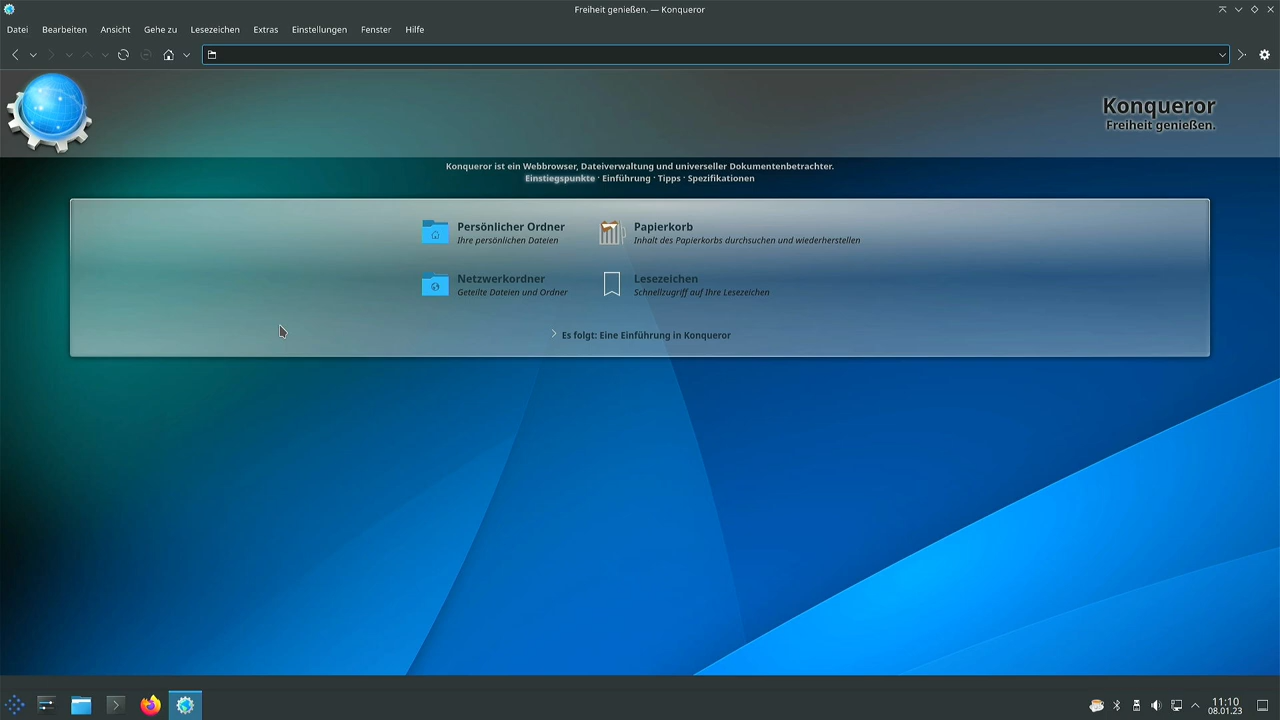 Freiheit genießen. — Konqueror
Datei Bearbeiten Ansicht Gehe zu Lesezeichen Extras Einstellungen Fenster Hilfe
Konqueror
Freiheit genießen.
Konqueror ist ein Webbrowser, Dateiverwaltung und universeller Dokumentenbetrachter.
Einstiegspunkte · Einführung · Tipps · Spezifikationen
Persönlicher Ordner
Ihre persönlichen Dateien
Papierkorb
Inhalt des Papierkorbs durchsuchen und wiederherstellen
Netzwerkordner
Geteilte Dateien und Ordner
Lesezeichen
Schnellzugriff auf Ihre Lesezeichen
Es folgt: Eine Einführung in Konqueror
11:10
08.01.23